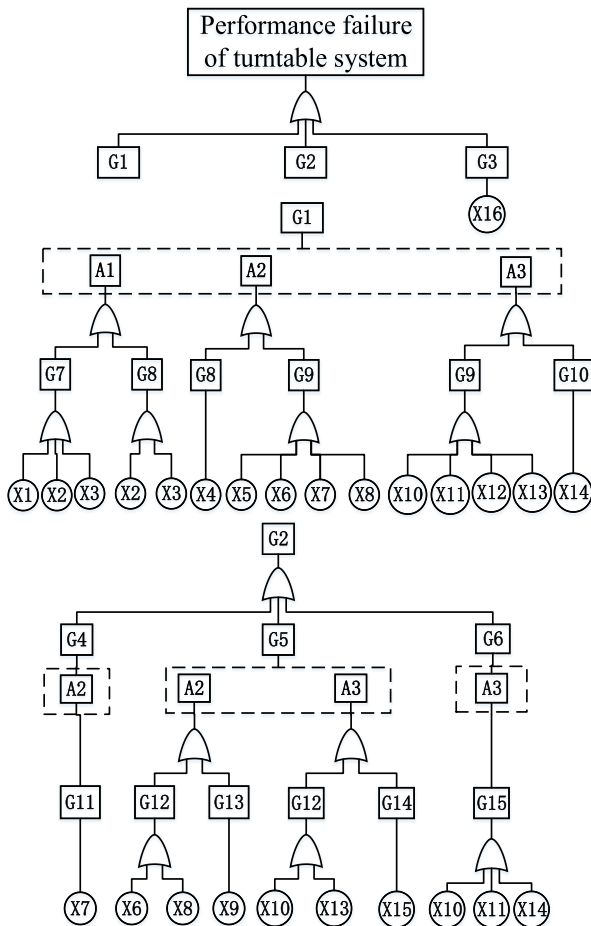 Performance failure
of turntable system
G1 G2 G3
X16
G1
A1 A2 A3
G7 G8 G8 G9 G9 G10
X1 X2 X3 X2 X3 X4 X5 X6 X7 X8 X10 X11 X12 X13 X14
G2
G4 G5 G6
A2 A2 A3 A3
G11 G12 G13 G12 G14 G15
X7 X6 X8 X9 X10 X13 X15 X10 X11 X14